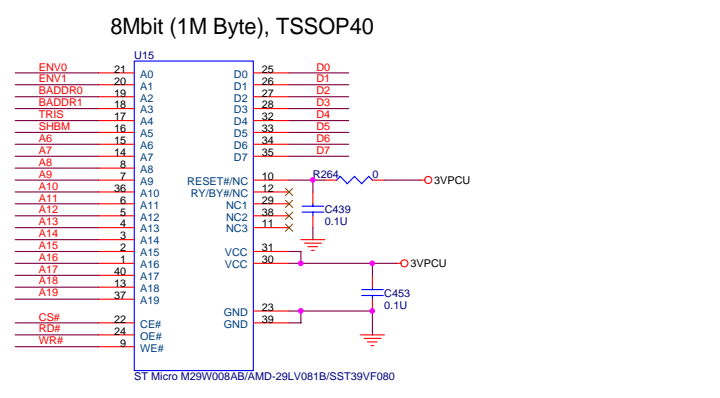 8Mbit (1M Byte), TSSOP40
U15
ENV0 21 A0 D0 25 D0
ENV1 20 A1 D1 26 D1
BADDR0 19 A2 D2 27 D2
BADDR1 18 A3 D3 28 D3
TRIS 17 A4 D4 32 D4
SHBM 16 A5 D5 33 D5
A6 15 A6 D6 34 D6
A7 14 A7 D7 35 D7
A8 8 A8
A9 7 A9 RESET#/NC 10 R264 0 3VPCU
A10 36 A10 RY/BY#/NC 12
A11 6 A11 NC1 29
A12 5 A12 NC2 38 C439
A13 4 A13 NC3 11 0.1U
A14 3 A14
A15 2 A15 VCC 31
A16 1 A16 VCC 30 3VPCU
A17 40 A17
A18 13 A18
A19 37 A19 C453
0.1U
GND 23
CS# 22 CE# GND 39
RD# 24 OE#
WR# 9 WE#
ST Micro M29W008AB/AMD-29LV081B/SST39VF080